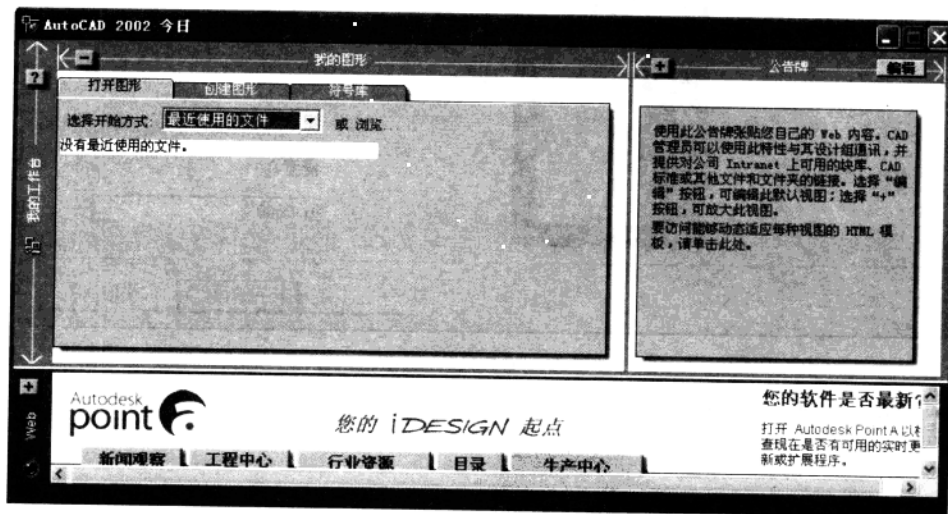 AutoCAD 2002 今日
我的图形
公告牌
编辑
打开图形
创建图形
符号库
选择开始方式: 最近使用的文件 或 浏览...
没有最近使用的文件。
我的工作台
使用此公告牌张贴您自己的 Web 内容。CAD
管理员可以使用此特性与其设计组通讯，并
提供对公司 Intranet 上可用的块库、CAD
标准或其他文件和文件夹的链接。选择“编
辑”按钮，可编辑此默认视图；选择“+”
按钮，可放大此视图。
要访问能够动态适应每种视图的 HTML 模
板，请单击此处。
Web
Autodesk
point
您的 iDESIGN 起点
新闻观察
工程中心
行业资源
目录
生产中心
您的软件是否最新
打开 Autodesk Point A 以
查现在是否有可用的实时更
新或扩展程序。